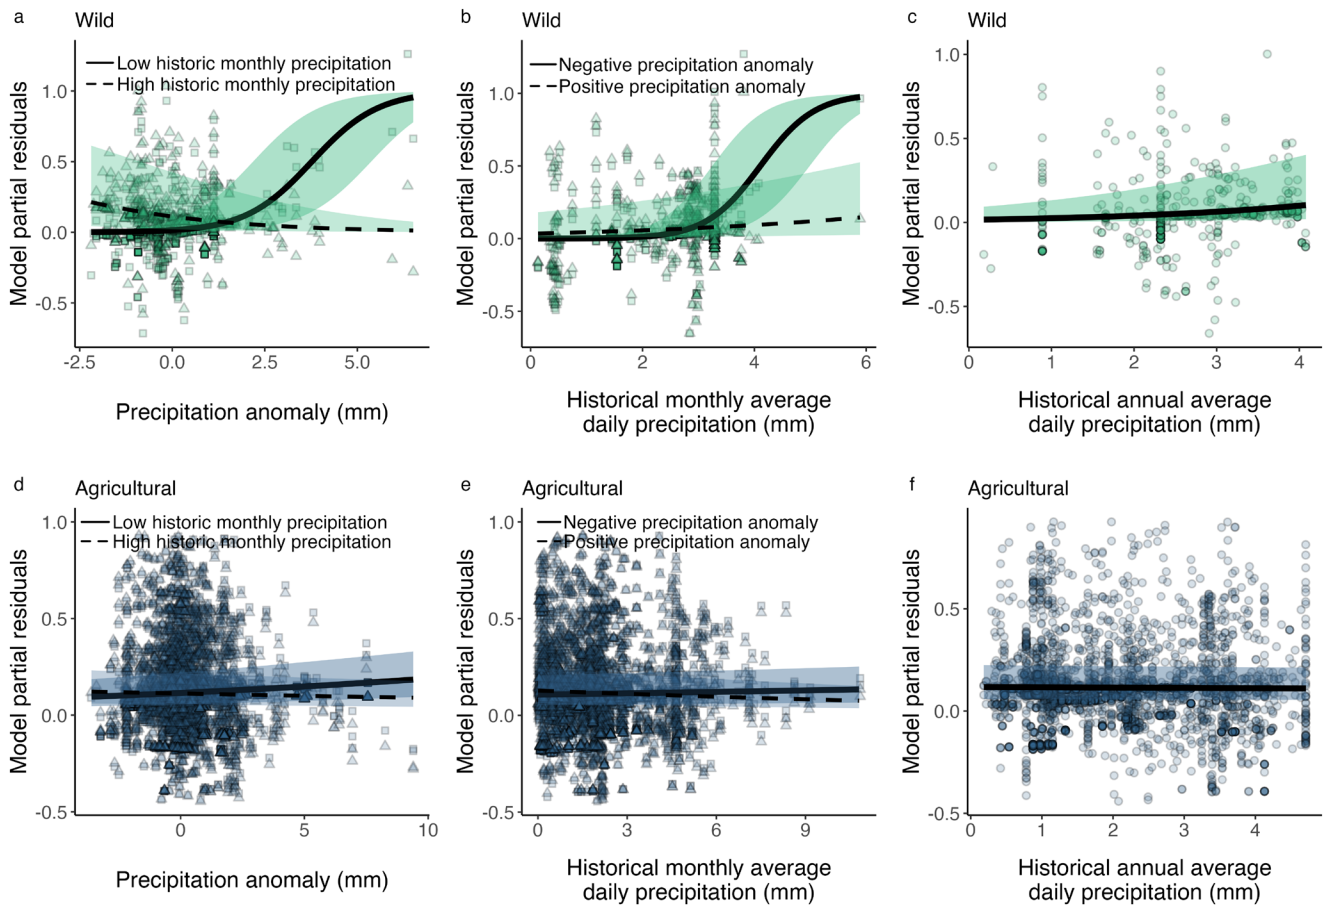 a Wild
Low historic monthly precipitation
High historic monthly precipitation
Model partial residuals
1.0
0.5
0.0
-0.5
-2.5 0.0 2.5 5.0
Precipitation anomaly (mm)
b Wild
Negative precipitation anomaly
Positive precipitation anomaly
Model partial residuals
1.0
0.5
0.0
-0.5
0 2 4 6
Historical monthly average
daily precipitation (mm)
c Wild
Model partial residuals
1.0
0.5
0.0
-0.5
0 1 2 3 4
Historical annual average
daily precipitation (mm)
d Agricultural
Low historic monthly precipitation
High historic monthly precipitation
Model partial residuals
1.0
0.5
0.0
-0.5
0 5 10
Precipitation anomaly (mm)
e Agricultural
Negative precipitation anomaly
Positive precipitation anomaly
Model partial residuals
1.0
0.5
0.0
-0.5
0 3 6 9
Historical monthly average
daily precipitation (mm)
f Agricultural
Model partial residuals
0.5
0.0
-0.5
0 1 2 3 4
Historical annual average
daily precipitation (mm)